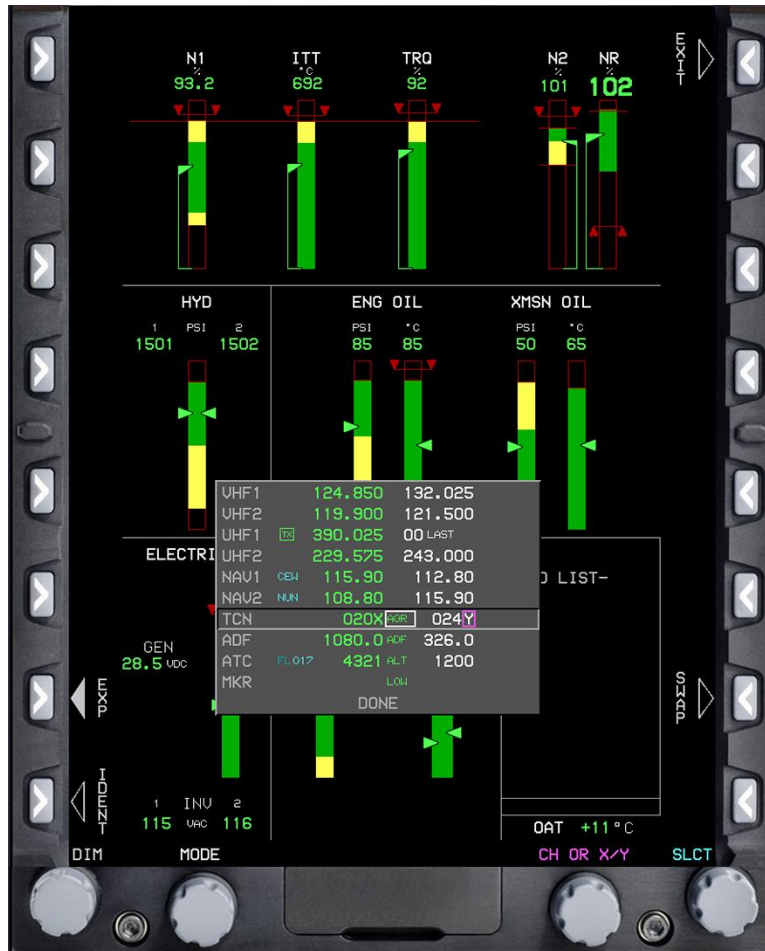 N1 ITT TRQ N2 NR
% °C % % %
93.2 692 92 101 102
EXIT
HYD ENG OIL XMSN OIL
1 PSI 2 PSI °C PSI °C
1501 1502 85 85 50 65
VHF1 124.850 132.025
VHF2 119.900 121.500
UHF1 TX 390.025 00 LAST
UHF2 229.575 243.000
NAV1 CEW 115.90 112.80
NAV2 NUN 108.80 115.90
TCN 020X AGR 024Y
ADF 1080.0 ADF 326.0
ATC FL017 4321 ALT 1200
MKR LOW
DONE
ELECTRI
LIST-
GEN
28.5 VDC
EXP
SWAP
IDENT
1 INV 2
115 VAC 116
OAT +11°C
DIM MODE CH OR X/Y SLCT